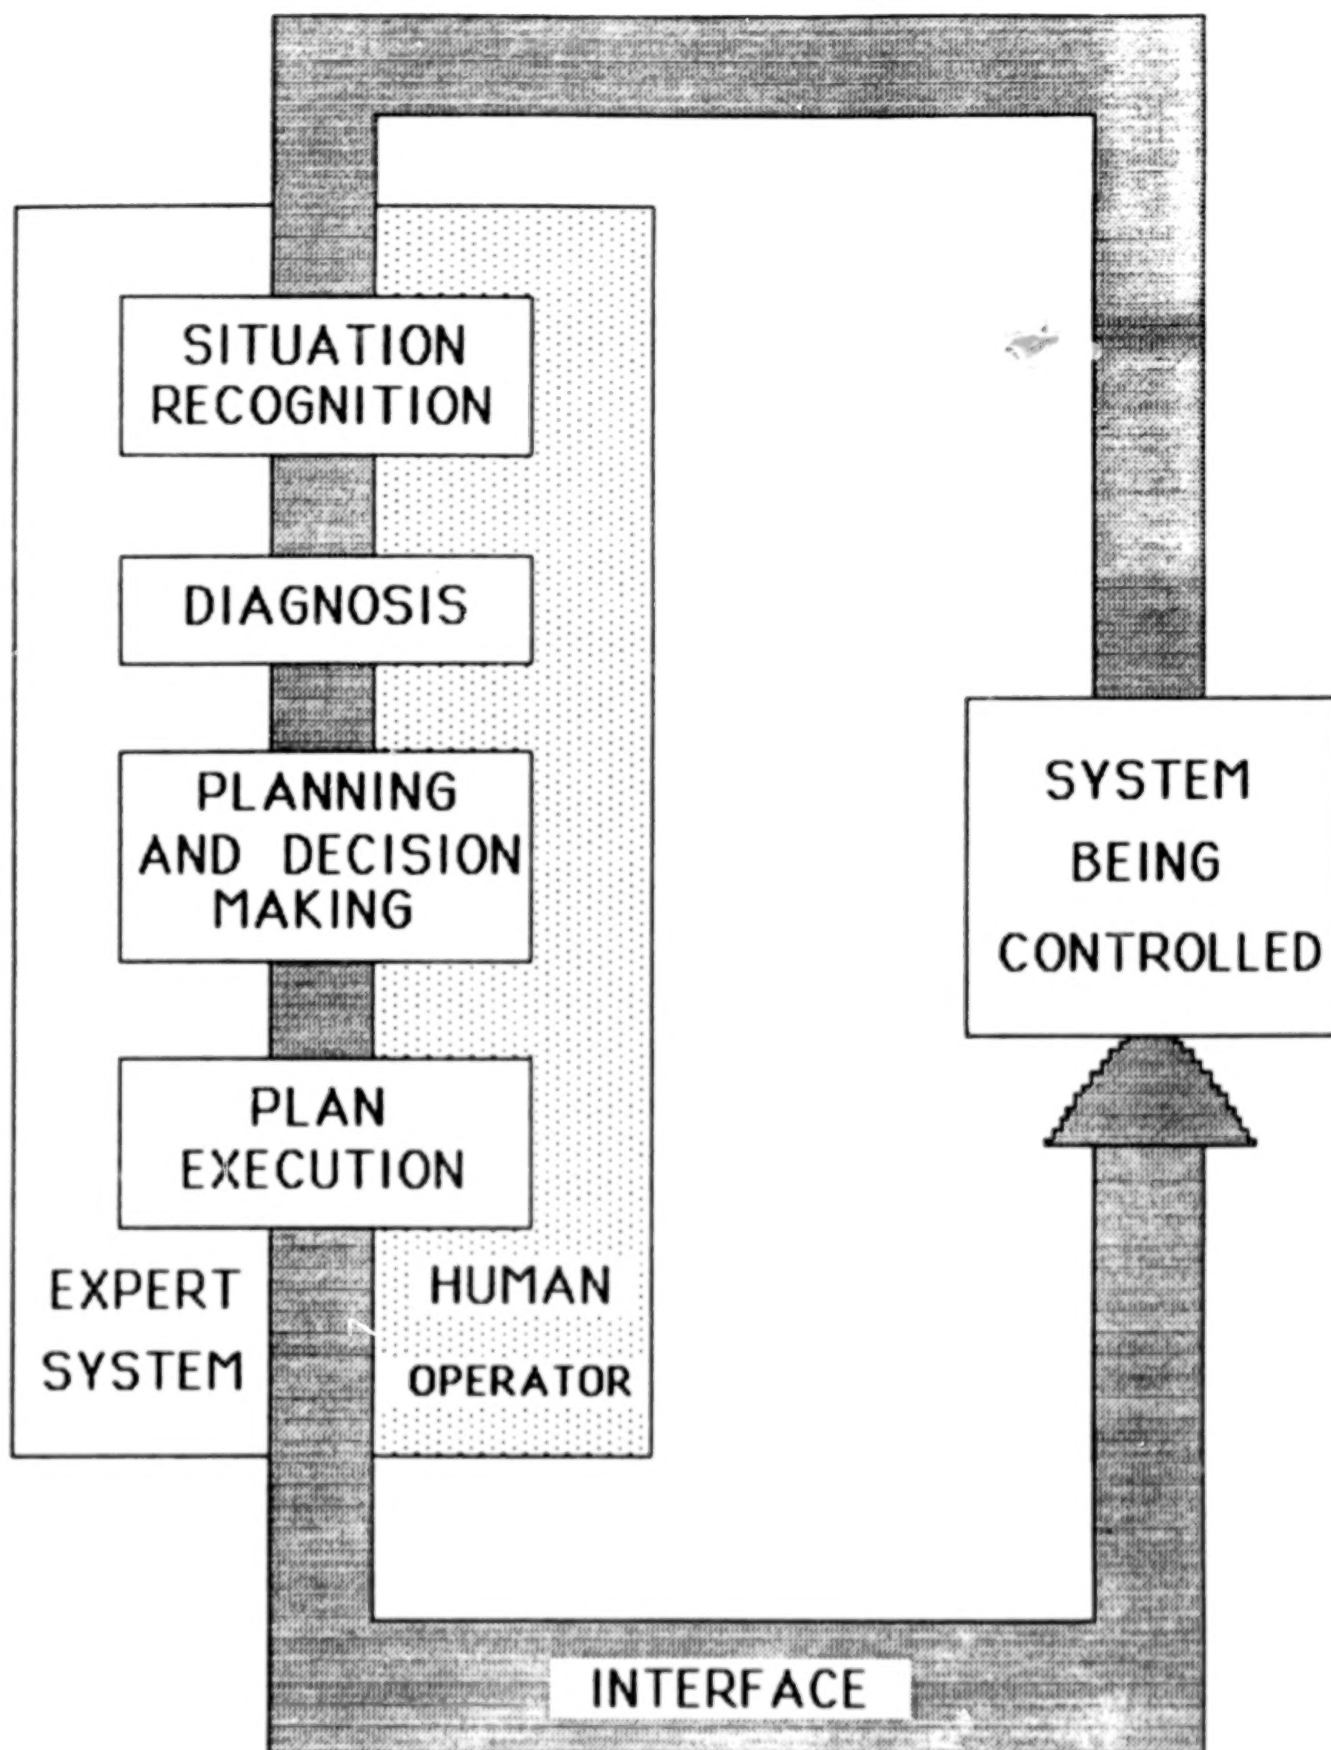 SITUATION
RECOGNITION
DIAGNOSIS
PLANNING
AND DECISION
MAKING
PLAN
EXECUTION
EXPERT
SYSTEM
HUMAN
OPERATOR
SYSTEM
BEING
CONTROLLED
INTERFACE